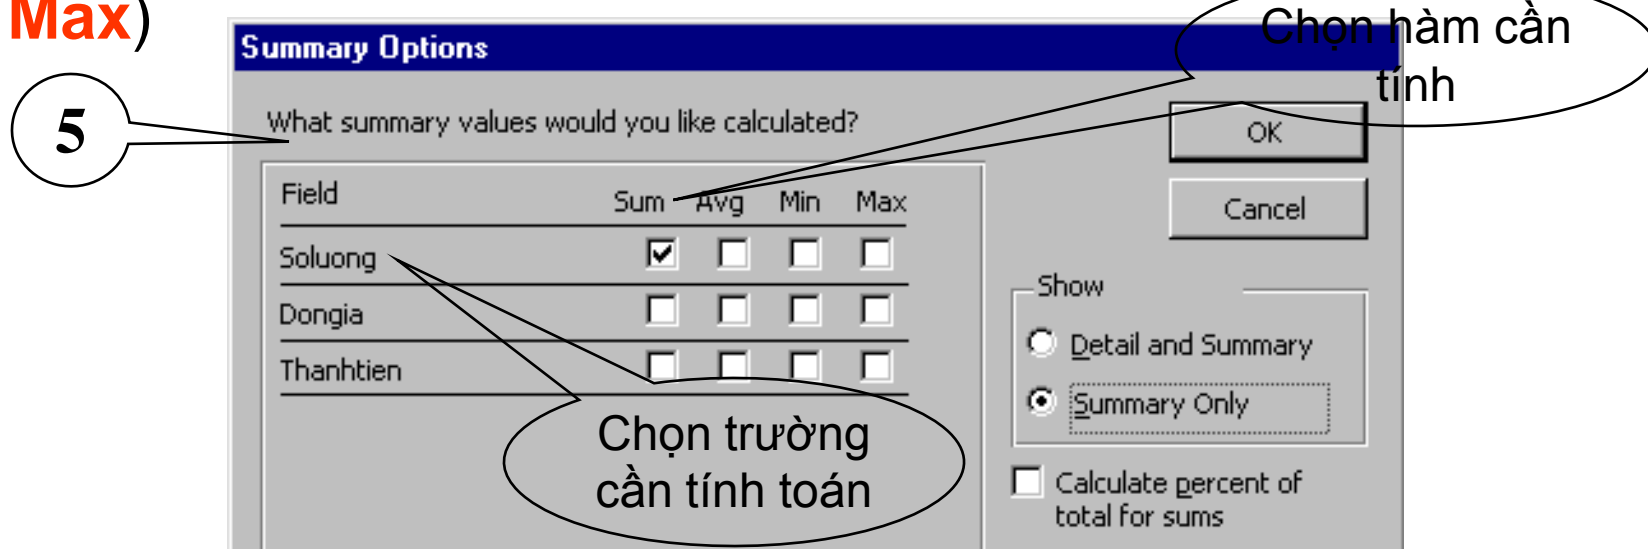 Max)
Chọn hàm cần
tính
Summary Options
5
What summary values would you like calculated?
OK
Cancel
Field Sum Avg Min Max
Soluong
Dongia
Thanhtien
Chọn trường
cần tính toán
Show
Detail and Summary
Summary Only
Calculate percent of
total for sums